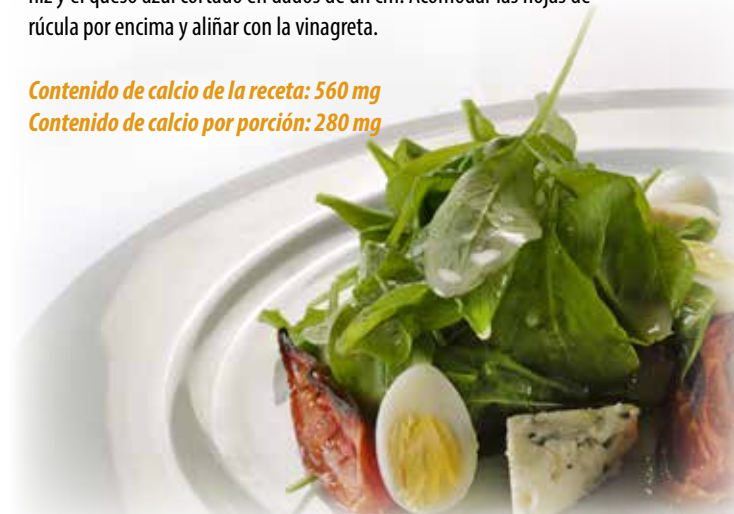 y el queso azul cortado en dados de un cm. Acomodar las hojas de
rúcula por encima y aliñar con la vinagreta.
Contenido de calcio de la receta: 560 mg
Contenido de calcio por porción: 280 mg